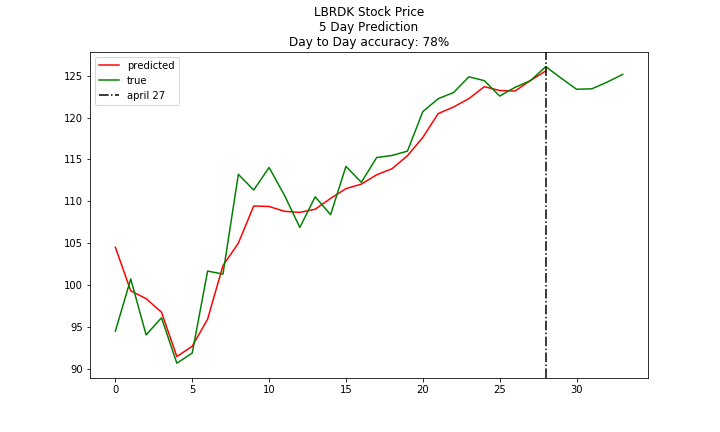 LBRDK Stock Price
5 Day Prediction
Day to Day accuracy: 78%
predicted
true
april 27
125
120
115
110
105
100
95
90
0 5 10 15 20 25 30